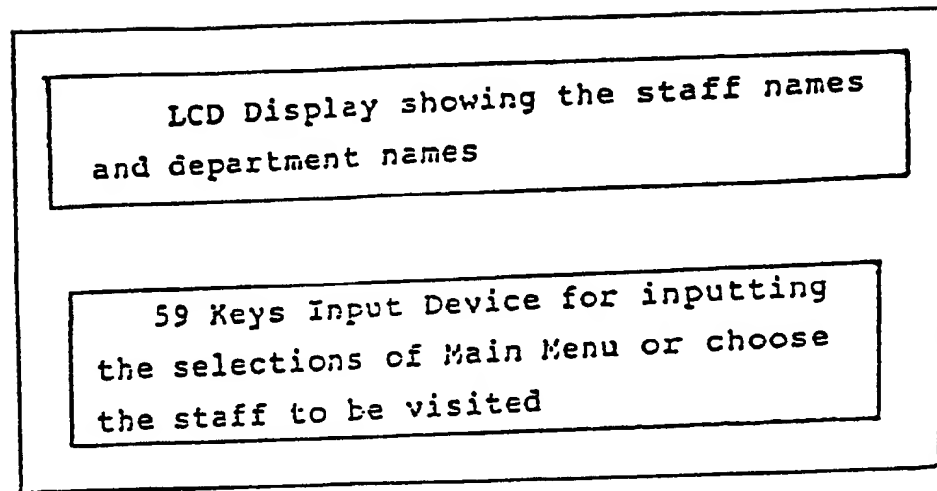 LCD Display showing the staff names
and department names
59 Keys Input Device for inputting
the selections of Main Menu or choose
the staff to be visited